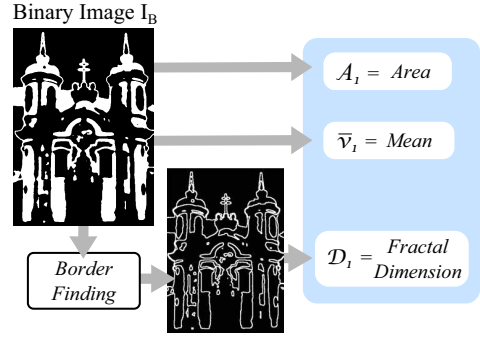 Binary Image I_B
A_1 = Area
v̅_1 = Mean
Border
Finding
D_1 = Fractal
Dimension